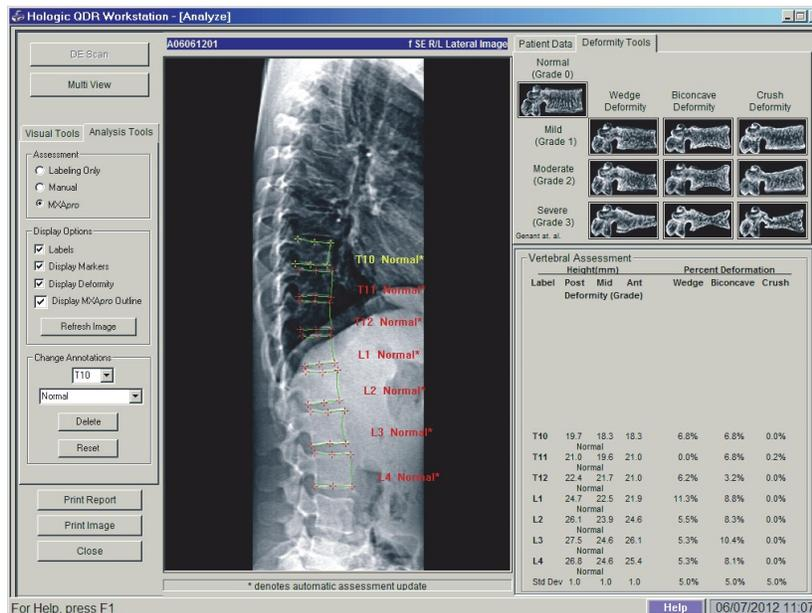 Hologic QDR Workstation - [Analyze]
DE Scan
Multi View
Visual Tools
Analysis Tools
Assessment
Labeling Only
Manual
MXApro
Display Options
Labels
Display Markers
Display Deformity
Display MXApro Outline
Refresh Image
Change Annotations
T10
Normal
Delete
Reset
Print Report
Print Image
Close
A06061201 f SE R/L Lateral Image
T10 Normal*
T11 Normal*
T12 Normal*
L1 Normal*
L2 Normal*
L3 Normal*
L4 Normal*
* denotes automatic assessment update
Patient Data
Deformity Tools
Normal
(Grade 0)
Wedge
Deformity
Biconcave
Deformity
Crush
Deformity
Mild
(Grade 1)
Moderate
(Grade 2)
Severe
(Grade 3)
Genant at. al.
Vertebral Assessment
Height(mm) Percent Deformation
Label Post Mid Ant Wedge Biconcave Crush
Deformity (Grade)
T10 19.7 18.3 18.3 6.8% 6.8% 0.0%
Normal
T11 21.0 19.6 21.0 0.0% 6.8% 0.2%
Normal
T12 22.4 21.7 21.0 6.2% 3.2% 0.0%
Normal
L1 24.7 22.5 21.9 11.3% 8.8% 0.0%
Normal
L2 26.1 23.9 24.6 5.5% 8.3% 0.0%
Normal
L3 27.5 24.6 26.1 5.3% 10.4% 0.0%
Normal
L4 26.8 24.6 25.4 5.3% 8.1% 0.0%
Normal
Std Dev 1.0 1.0 1.0 5.0% 5.0% 5.0%
For Help, press F1
Help
06/07/2012